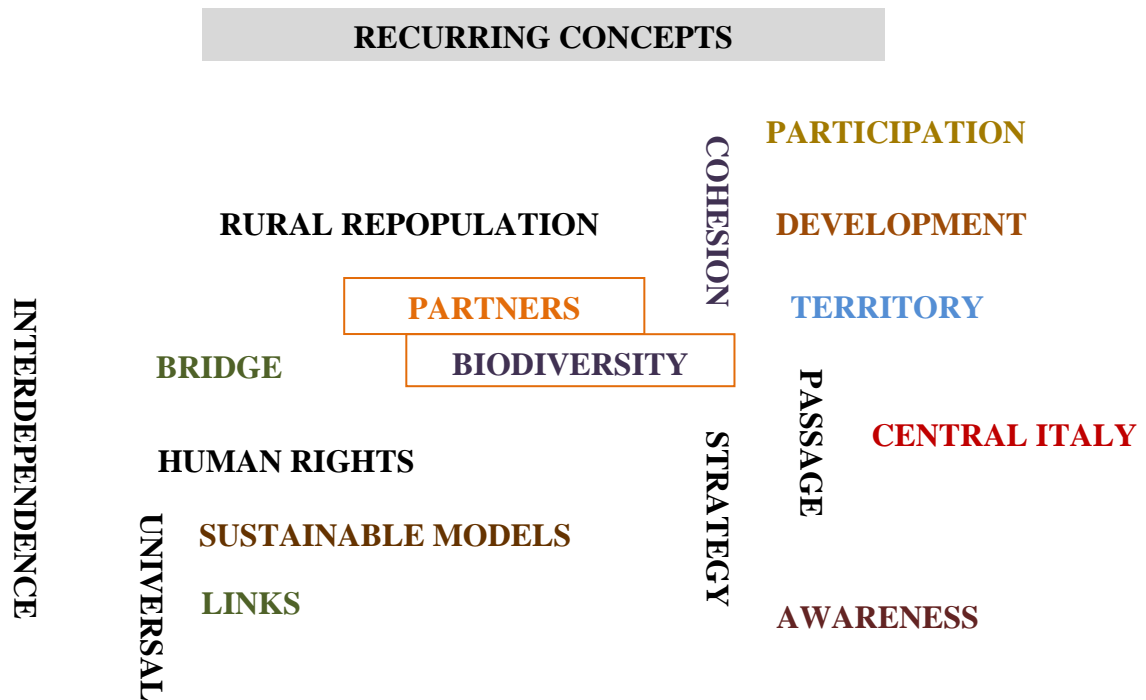 RECURRING CONCEPTS
PARTICIPATION
COHESION
RURAL REPOPULATION
DEVELOPMENT
PARTNERS
TERRITORY
INTERDEPENDENCE
BRIDGE
BIODIVERSITY
PASSAGE
CENTRAL ITALY
HUMAN RIGHTS
STRATEGY
UNIVERSAL
SUSTAINABLE MODELS
LINKS
AWARENESS